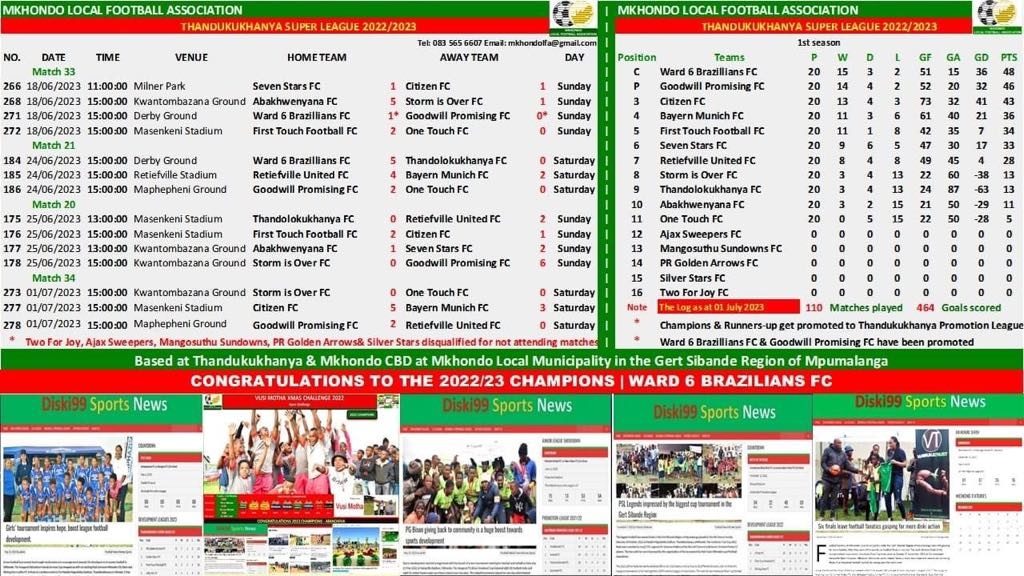 MKHONDO LOCAL FOOTBALL ASSOCIATION
THANDUKUKHANYA SUPER LEAGUE 2022/2023
Tel: 083 565 6607 Email: mkhondolfa@gmail.com
NO. DATE TIME VENUE HOME TEAM AWAY TEAM DAY
Match 33
266 18/06/2023 11:00:00 Milner Park Seven Stars FC 1 Citizen FC 1 Sunday
268 18/06/2023 15:00:00 Kwantombazana Ground Abakhwenyana FC 5 Storm is Over FC 1 Sunday
271 18/06/2023 15:00:00 Derby Ground Ward 6 Brazillians FC 1* Goodwill Promising FC 0* Sunday
272 18/06/2023 15:00:00 Masenkeni Stadium First Touch Football FC 2 One Touch FC 0 Sunday
Match 21
184 24/06/2023 15:00:00 Derby Ground Ward 6 Brazillians FC 5 Thandolokukhanya FC 0 Saturday
185 24/06/2023 15:00:00 Retiefville Stadium Retiefville United FC 4 Bayern Munich FC 2 Saturday
186 24/06/2023 15:00:00 Maphepheni Ground Goodwill Promising FC 2 One Touch FC 0 Saturday
Match 20
175 25/06/2023 13:00:00 Masenkeni Stadium Thandolokukhanya FC 0 Retiefville United FC 2 Sunday
176 25/06/2023 15:00:00 Masenkeni Stadium First Touch Football FC 2 Citizen FC 1 Sunday
177 25/06/2023 13:00:00 Kwantombazana Ground Abakhwenyana FC 1 Seven Stars FC 2 Sunday
178 25/06/2023 15:00:00 Kwantombazana Ground Storm is Over FC 0 Goodwill Promising FC 6 Sunday
Match 34
273 01/07/2023 15:00:00 Kwantombazana Ground Storm is Over FC 0 One Touch FC 0 Saturday
277 01/07/2023 15:00:00 Masenkeni Stadium Citizen FC 5 Bayern Munich FC 3 Saturday
278 01/07/2023 15:00:00 Maphepheni Ground Goodwill Promising FC 2 Retiefville United FC 0 Saturday
* Two For Joy, Ajax Sweepers, Mangosuthu Sundowns, PR Golden Arrows& Silver Stars disqualified for not attending matches
MKHONDO LOCAL FOOTBALL ASSOCIATION
THANDUKUKHANYA SUPER LEAGUE 2022/2023
1st season
Position Teams P W D L GF GA GD PTS
C Ward 6 Brazillians FC 20 15 3 2 51 15 36 48
P Goodwill Promising FC 20 14 4 2 52 20 32 46
3 Citizen FC 20 13 4 3 73 32 41 43
4 Bayern Munich FC 20 11 3 6 61 40 21 36
5 First Touch Football FC 20 11 1 8 42 35 7 34
6 Seven Stars FC 20 9 6 5 47 30 17 33
7 Retiefville United FC 20 8 4 8 49 45 4 28
8 Storm is Over FC 20 3 4 13 22 60 -38 13
9 Thandolokukhanya FC 20 3 4 13 24 87 -63 13
10 Abakhwenyana FC 20 3 2 15 21 50 -29 11
11 One Touch FC 20 0 5 15 22 50 -28 5
12 Ajax Sweepers FC 0 0 0 0 0 0 0 0
13 Mangosuthu Sundowns FC 0 0 0 0 0 0 0 0
14 PR Golden Arrows FC 0 0 0 0 0 0 0 0
15 Silver Stars FC 0 0 0 0 0 0 0 0
16 Two For Joy FC 0 0 0 0 0 0 0 0
Note The Log as at 01 July 2023 110 Matches played 464 Goals scored
* Champions & Runners-up get promoted to Thandukukhanya Promotion League
* Ward 6 Brazillians FC & Goodwill Promising FC have been promoted
Based at Thandukukhanya & Mkhondo CBD at Mkhondo Local Municipality in the Gert Sibande Region of Mpumalanga
CONGRATULATIONS TO THE 2022/23 CHAMPIONS | WARD 6 BRAZILIANS FC
Diski99 Sports News
Girls' tournament inspires hope, boost league football
development.
VUSI MOTHA XMAS CHALLENGE 2022
Vusi Motha
Diski99 Sports News
PG Bison giving back to community is a huge boost towards
sports development.
Diski99 Sports News
PSL Legends impressed by the biggest cup tournament in the
Gert Sibande Region
Diski99 Sports News
Six finals leave football fanatics gasping for more diski action